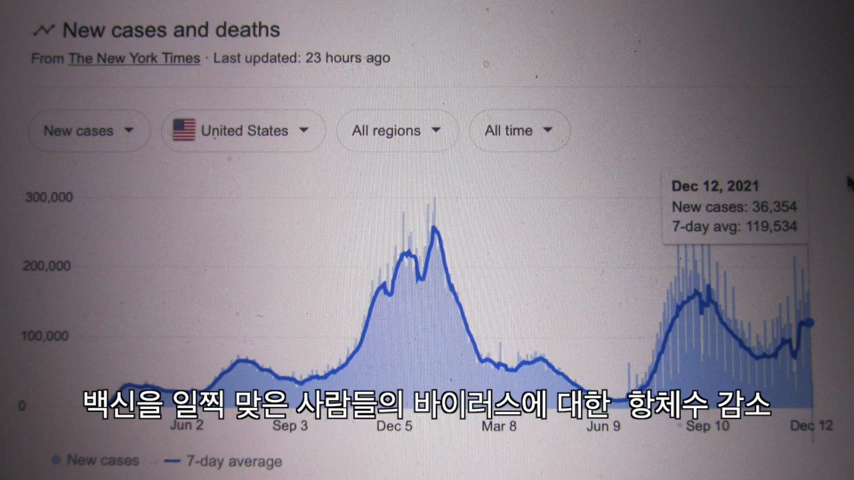 New cases and deaths
From The New York Times · Last updated: 23 hours ago
New cases
United States
All regions
All time
Dec 12, 2021
New cases: 36,354
7-day avg: 119,534
300,000
200,000
100,000
0
백신을 일찍 맞은 사람들의 바이러스에 대한 항체수 감소
Jun 2
Sep 3
Dec 5
Mar 8
Jun 9
Sep 10
Dec 12
New cases
7-day average